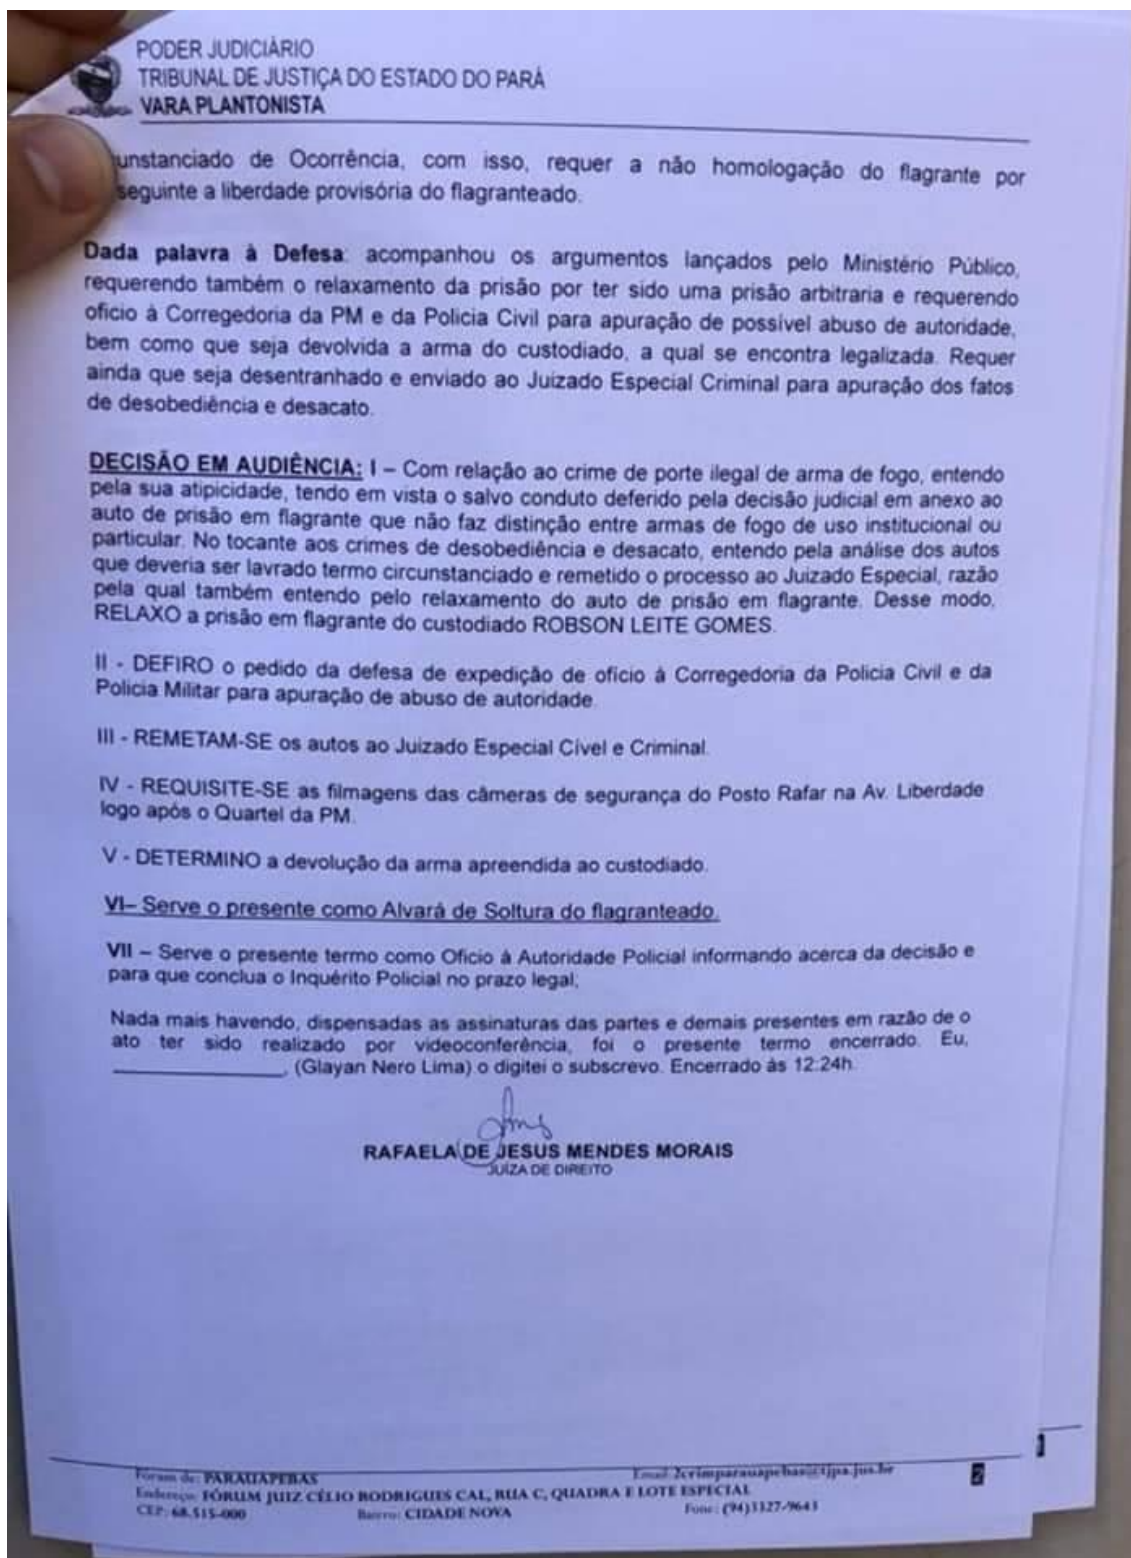 PODER JUDICIÁRIO
TRIBUNAL DE JUSTIÇA DO ESTADO DO PARÁ
VARA PLANTONISTA
unstanciado de Ocorrência, com isso, requer a não homologação do flagrante por
seguinte a liberdade provisória do flagranteado.
Dada palavra à Defesa: acompanhou os argumentos lançados pelo Ministério Público,
requerendo também o relaxamento da prisão por ter sido uma prisão arbitraria e requerendo
oficio à Corregedoria da PM e da Policia Civil para apuração de possível abuso de autoridade,
bem como que seja devolvida a arma do custodiado, a qual se encontra legalizada. Requer
ainda que seja desentranhado e enviado ao Juizado Especial Criminal para apuração dos fatos
de desobediência e desacato.
DECISÃO EM AUDIÊNCIA: I – Com relação ao crime de porte ilegal de arma de fogo, entendo
pela sua atipicidade, tendo em vista o salvo conduto deferido pela decisão judicial em anexo ao
auto de prisão em flagrante que não faz distinção entre armas de fogo de uso institucional ou
particular. No tocante aos crimes de desobediência e desacato, entendo pela análise dos autos
que deveria ser lavrado termo circunstanciado e remetido o processo ao Juizado Especial, razão
pela qual também entendo pelo relaxamento do auto de prisão em flagrante. Desse modo,
RELAXO a prisão em flagrante do custodiado ROBSON LEITE GOMES.
II - DEFIRO o pedido da defesa de expedição de ofício à Corregedoria da Policia Civil e da
Policia Militar para apuração de abuso de autoridade.
III - REMETAM-SE os autos ao Juizado Especial Cível e Criminal.
IV - REQUISITE-SE as filmagens das câmeras de segurança do Posto Rafar na Av. Liberdade
logo após o Quartel da PM.
V - DETERMINO a devolução da arma apreendida ao custodiado.
VI– Serve o presente como Alvará de Soltura do flagranteado.
VII – Serve o presente termo como Oficio à Autoridade Policial informando acerca da decisão e
para que conclua o Inquérito Policial no prazo legal;
Nada mais havendo, dispensadas as assinaturas das partes e demais presentes em razão de o
ato ter sido realizado por videoconferência, foi o presente termo encerrado. Eu,
_______________, (Glayan Nero Lima) o digitei o subscrevo. Encerrado às 12:24h.
RAFAELA DE JESUS MENDES MORAIS
JUÍZA DE DIREITO
Fórum de: PARAUAPEBAS Email: 2crimparauapebas@tjpa.jus.br 2
Endereço: FÓRUM JUIZ CÉLIO RODRIGUES CAL, RUA C, QUADRA E LOTE ESPECIAL
CEP: 68.515-000 Bairro: CIDADE NOVA Fone: (94)3327-9643